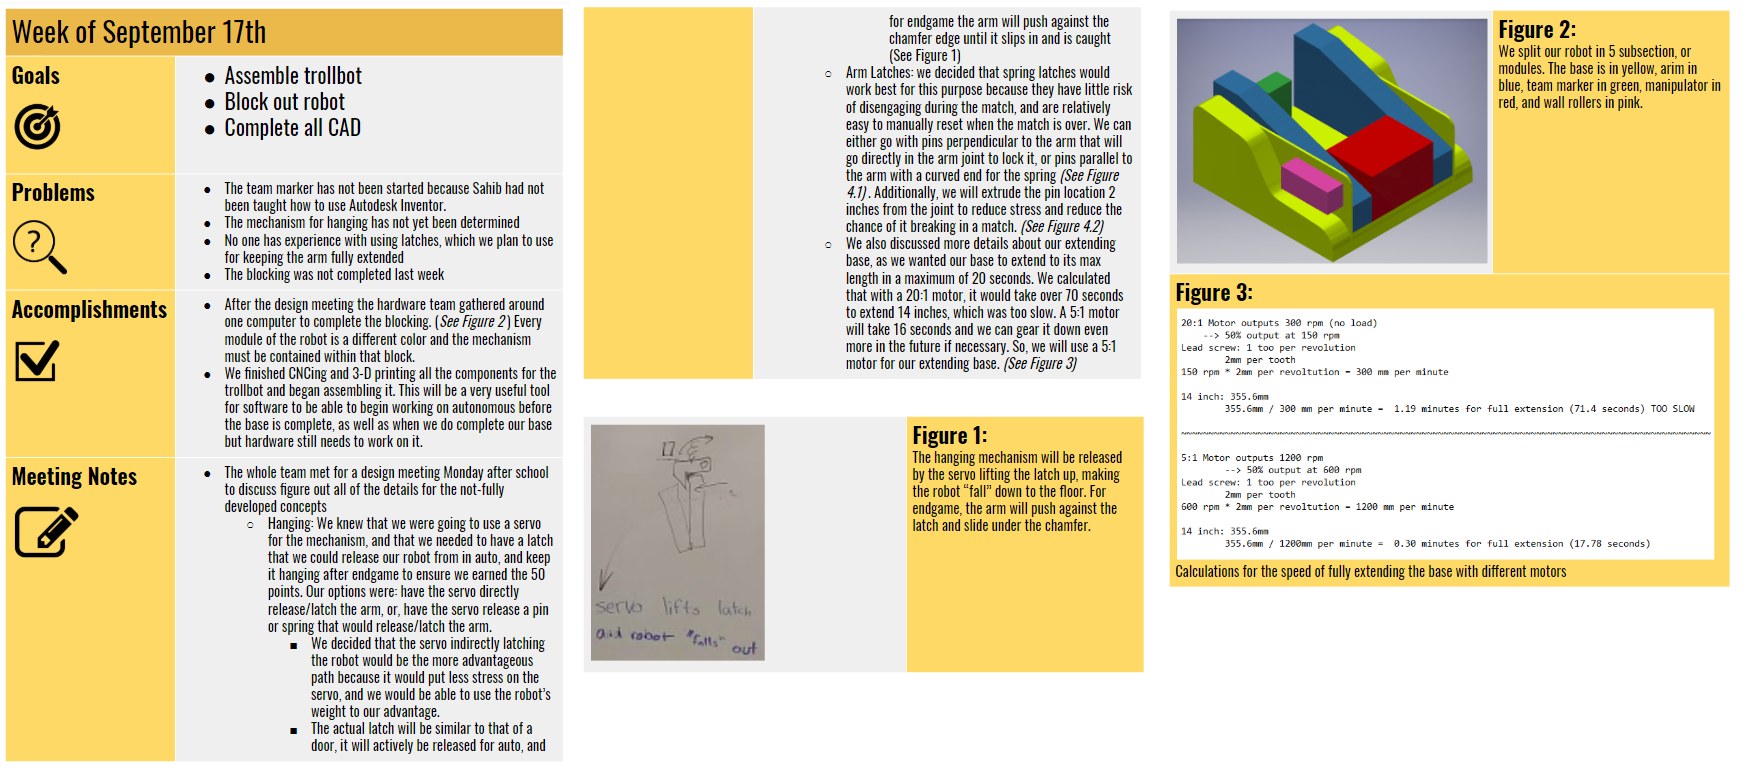 Week of September 17th
Goals
● Assemble trollbot
● Block out robot
● Complete all CAD
Problems
● The team marker has not been started because Sahib had not
been taught how to use Autodesk Inventor.
● The mechanism for hanging has not yet been determined
● No one has experience with using latches, which we plan to use
for keeping the arm fully extended
● The blocking was not completed last week
Accomplishments
● After the design meeting the hardware team gathered around
one computer to complete the blocking. (See Figure 2) Every
module of the robot is a different color and the mechanism
must be contained within that block.
● We finished CNCing and 3-D printing all the components for the
trollbot and began assembling it. This will be a very useful tool
for software to be able to begin working on autonomous before
the base is complete, as well as when we do complete our base
but hardware still needs to work on it.
Meeting Notes
● The whole team met for a design meeting Monday after school
to discuss figure out all of the details for the not-fully
developed concepts
○ Hanging: We knew that we were going to use a servo
for the mechanism, and that we needed to have a latch
that we could release our robot from in auto, and keep
it hanging after endgame to ensure we earned the 50
points. Our options were: have the servo directly
release/latch the arm, or, have the servo release a pin
or spring that would release/latch the arm.
■ We decided that the servo indirectly latching
the robot would be the more advantageous
path because it would put less stress on the
servo, and we would be able to use the robot's
weight to our advantage.
■ The actual latch will be similar to that of a
door, it will actively be released for auto, and
for endgame the arm will push against the
chamfer edge until it slips in and is caught
(See Figure 1)
○ Arm Latches: we decided that spring latches would
work best for this purpose because they have little risk
of disengaging during the match, and are relatively
easy to manually reset when the match is over. We can
either go with pins perpendicular to the arm that will
go directly in the arm joint to lock it, or pins parallel to
the arm with a curved end for the spring (See Figure
4.1). Additionally, we will extrude the pin location 2
inches from the joint to reduce stress and reduce the
chance of it breaking in a match. (See Figure 4.2)
○ We also discussed more details about our extending
base, as we wanted our base to extend to its max
length in a maximum of 20 seconds. We calculated
that with a 20:1 motor, it would take over 70 seconds
to extend 14 inches, which was too slow. A 5:1 motor
will take 16 seconds and we can gear it down even
more in the future if necessary. So, we will use a 5:1
motor for our extending base. (See Figure 3)
servo lifts latch
and robot "falls" out
Figure 1:
The hanging mechanism will be released
by the servo lifting the latch up, making
the robot “fall” down to the floor. For
endgame, the arm will push against the
latch and slide under the chamfer.
Figure 2:
We split our robot in 5 subsection, or
modules. The base is in yellow, arim in
blue, team marker in green, manipulator in
red, and wall rollers in pink.
Figure 3:
20:1 Motor outputs 300 rpm (no load)
--> 50% output at 150 rpm
Lead screw: 1 too per revolution
2mm per tooth
150 rpm * 2mm per revoltution = 300 mm per minute
14 inch: 355.6mm
355.6mm / 300 mm per minute = 1.19 minutes for full extension (71.4 seconds) TOO SLOW
5:1 Motor outputs 1200 rpm
--> 50% output at 600 rpm
Lead screw: 1 too per revolution
2mm per tooth
600 rpm * 2mm per revoltution = 1200 mm per minute
14 inch: 355.6mm
355.6mm / 1200mm per minute = 0.30 minutes for full extension (17.78 seconds)
Calculations for the speed of fully extending the base with different motors